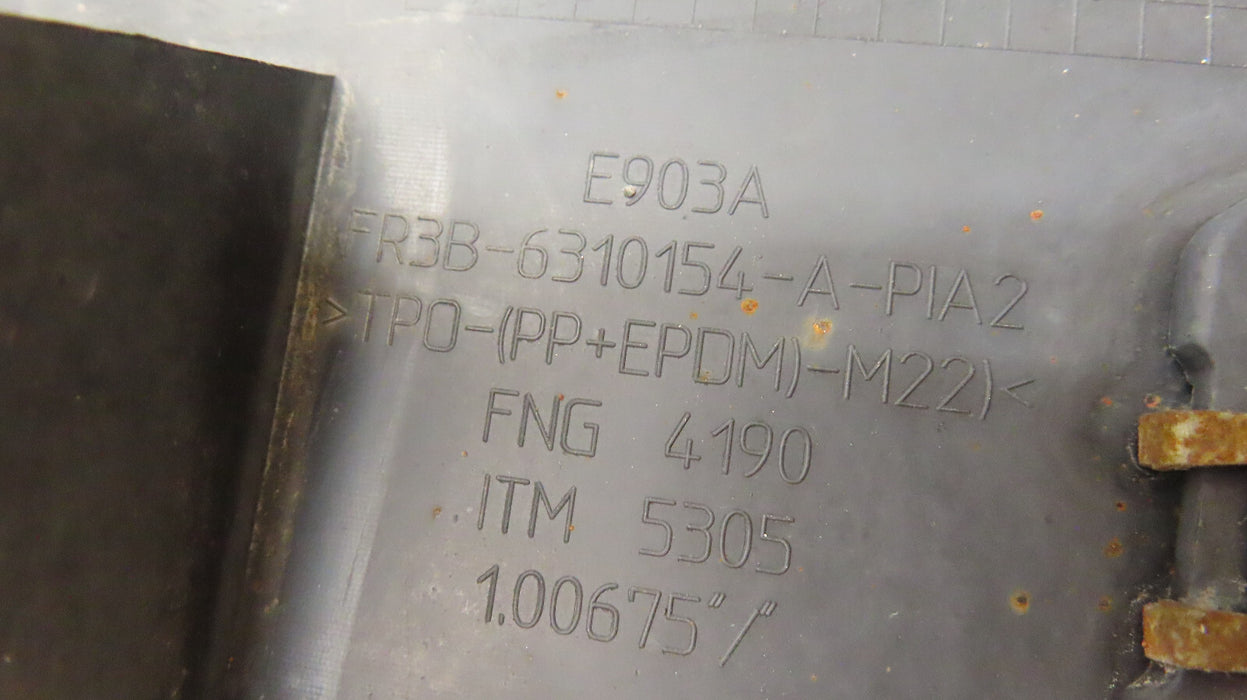 E903A
FR3B-6310154-A-PIA2
>TPO-(PP+EPDM)-M22)<
FNG 4190
ITM 5305
1.00675"/"